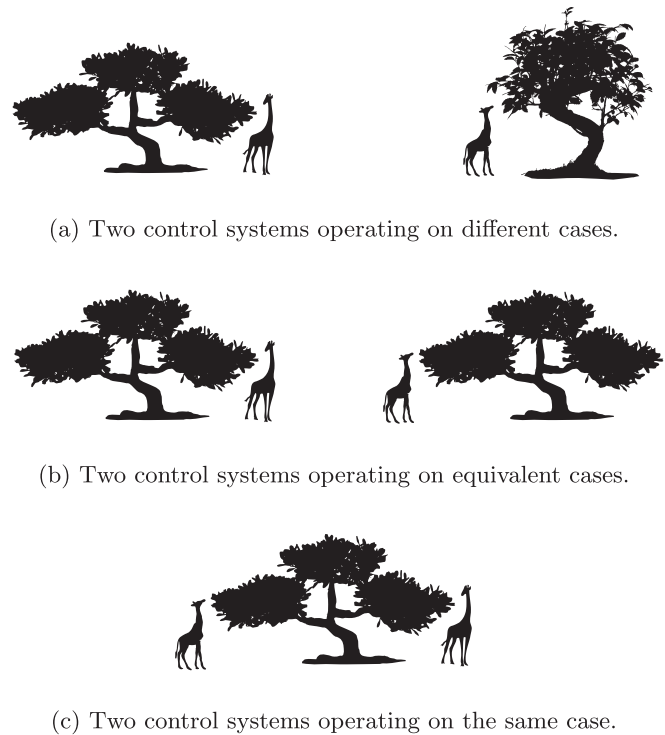 (a) Two control systems operating on different cases.
(b) Two control systems operating on equivalent cases.
(c) Two control systems operating on the same case.